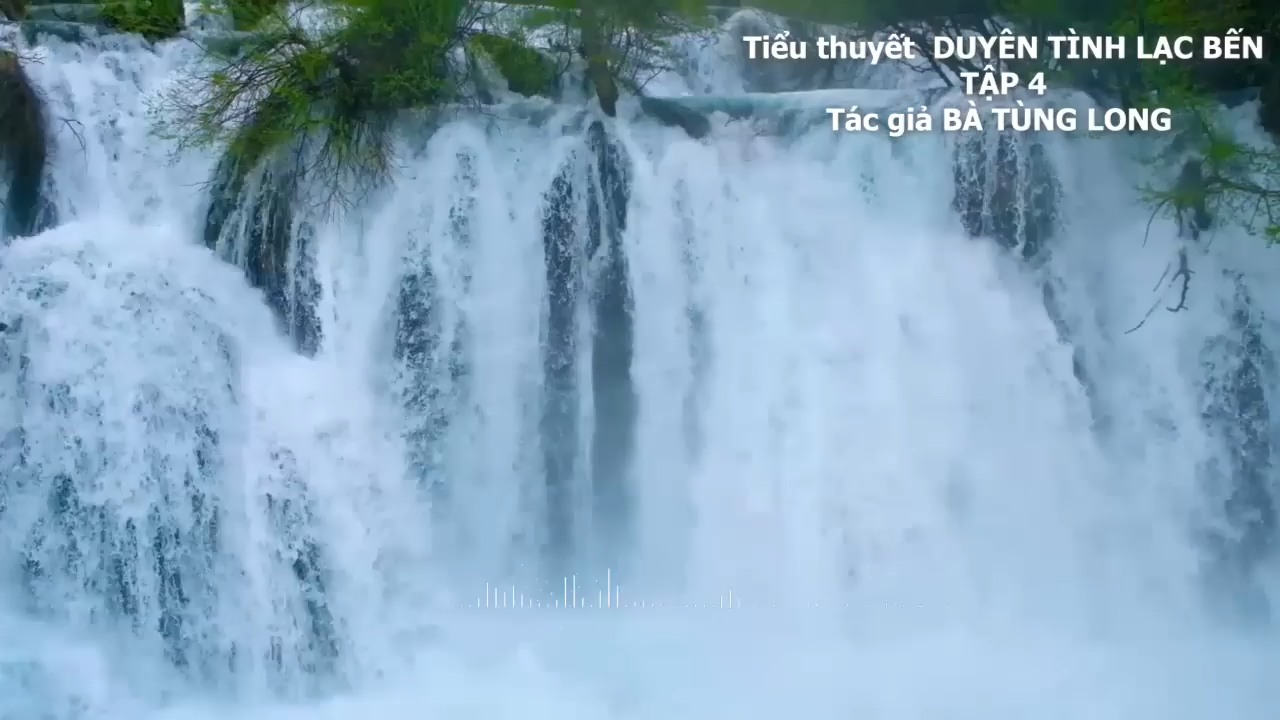 Tiểu thuyết DUYÊN TÌNH LẠC BẾN
TẬP 4
Tác giả BÀ TÙNG LONG